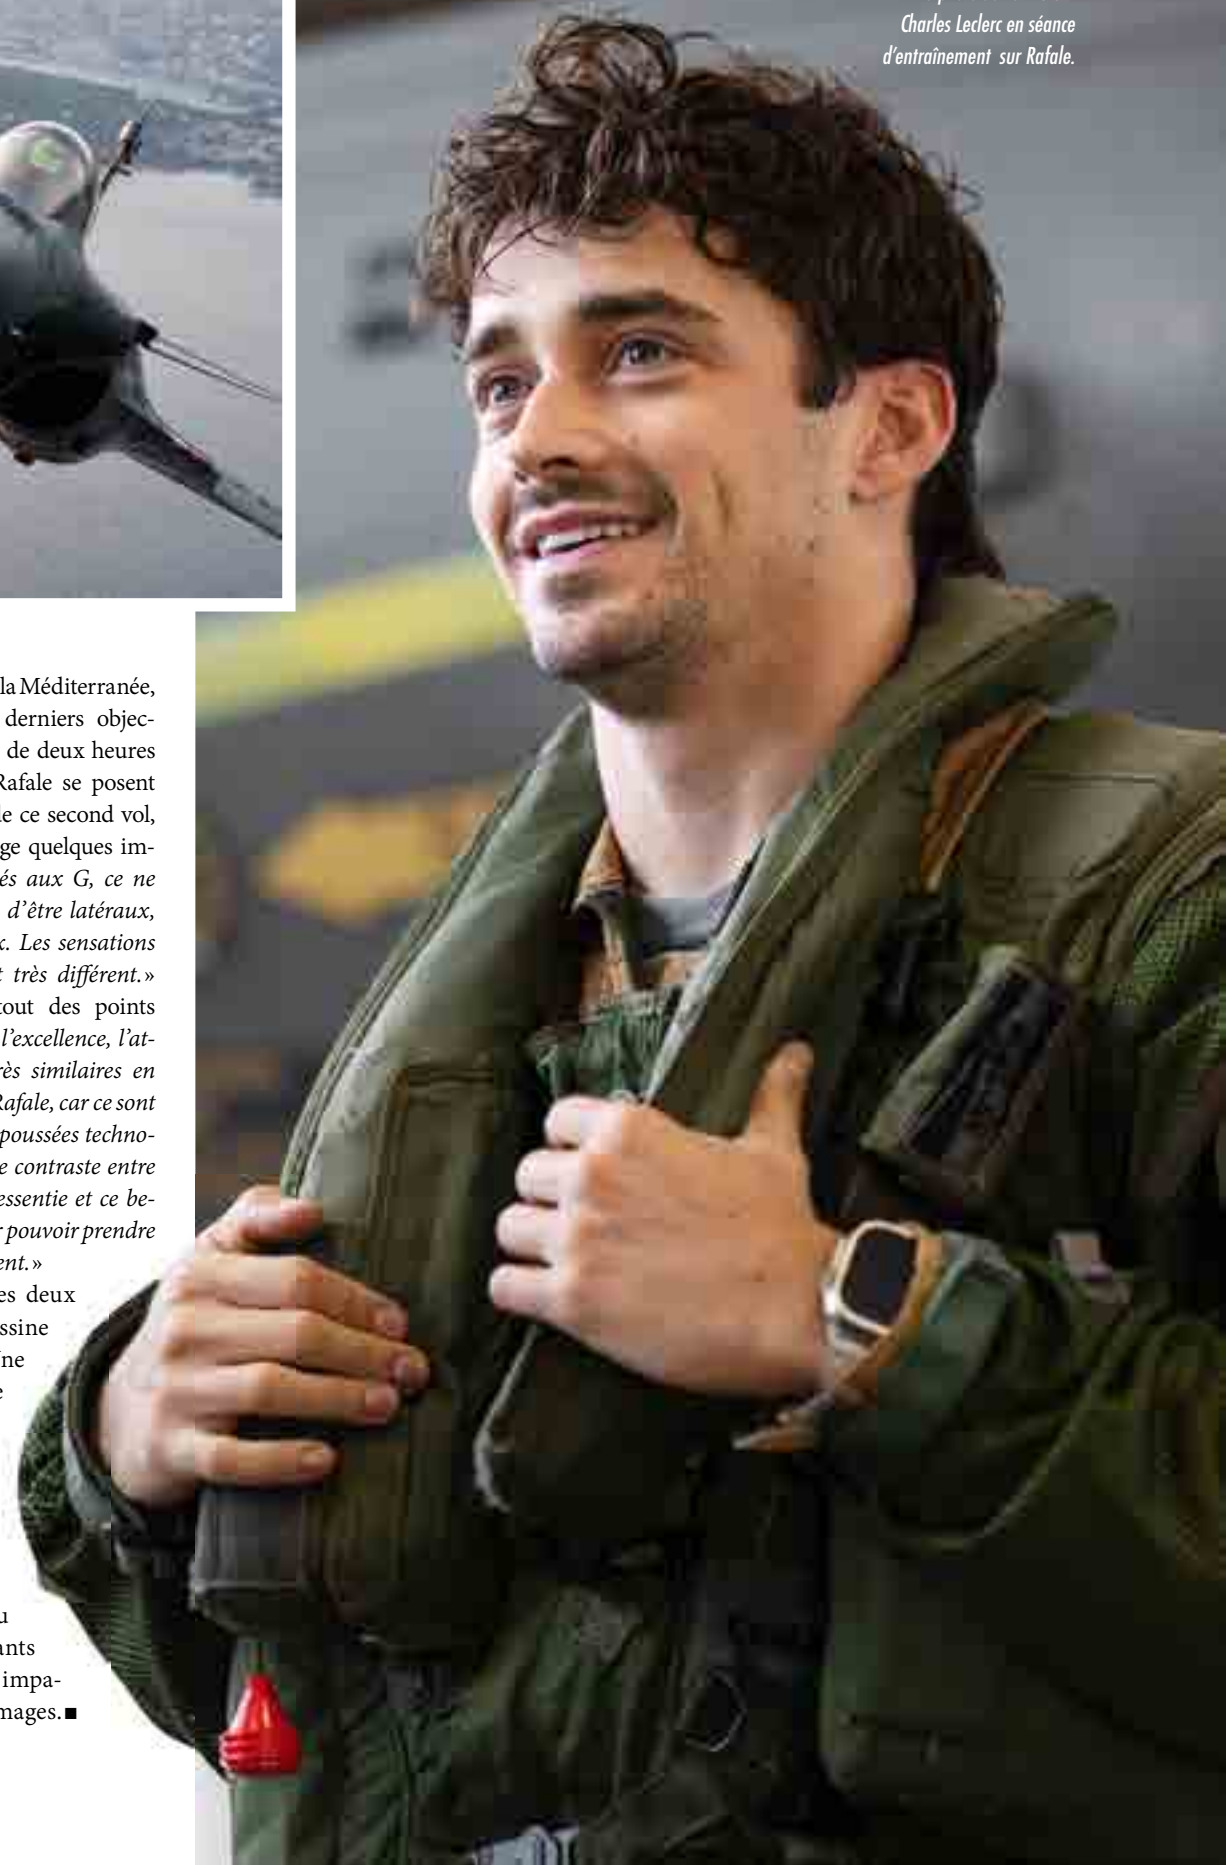 Charles Leclerc en séance
d'entraînement sur Rafale.
la Méditerranée,
derniers objec-
de deux heures
Rafale se posent
de ce second vol,
ge quelques im-
és aux G, ce ne
d'être latéraux,
x. Les sensations
t très différent.»
tout des points
l'excellence, l'at-
rès similaires en
Rafale, car ce sont
poussées techno-
e contraste entre
essentie et ce be-
r pouvoir prendre
ent.»
es deux
ssine
ne
e
u
ants
impa-
mages.■